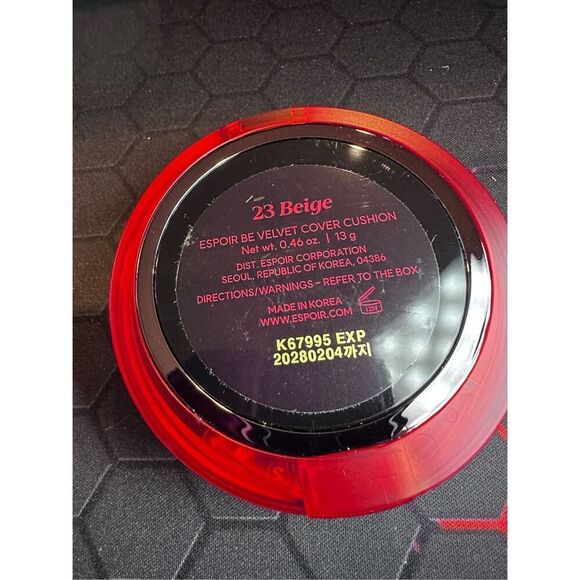 23 Beige
ESPOIR BE VELVET COVER CUSHION
Net wt. 0.46 oz. | 13 g
DIST. ESPOIR CORPORATION
SEOUL, REPUBLIC OF KOREA, 04386
DIRECTIONS/WARNINGS - REFER TO THE BOX
MADE IN KOREA
WWW.ESPOIR.COM
12M
K67995 EXP
20280204까지